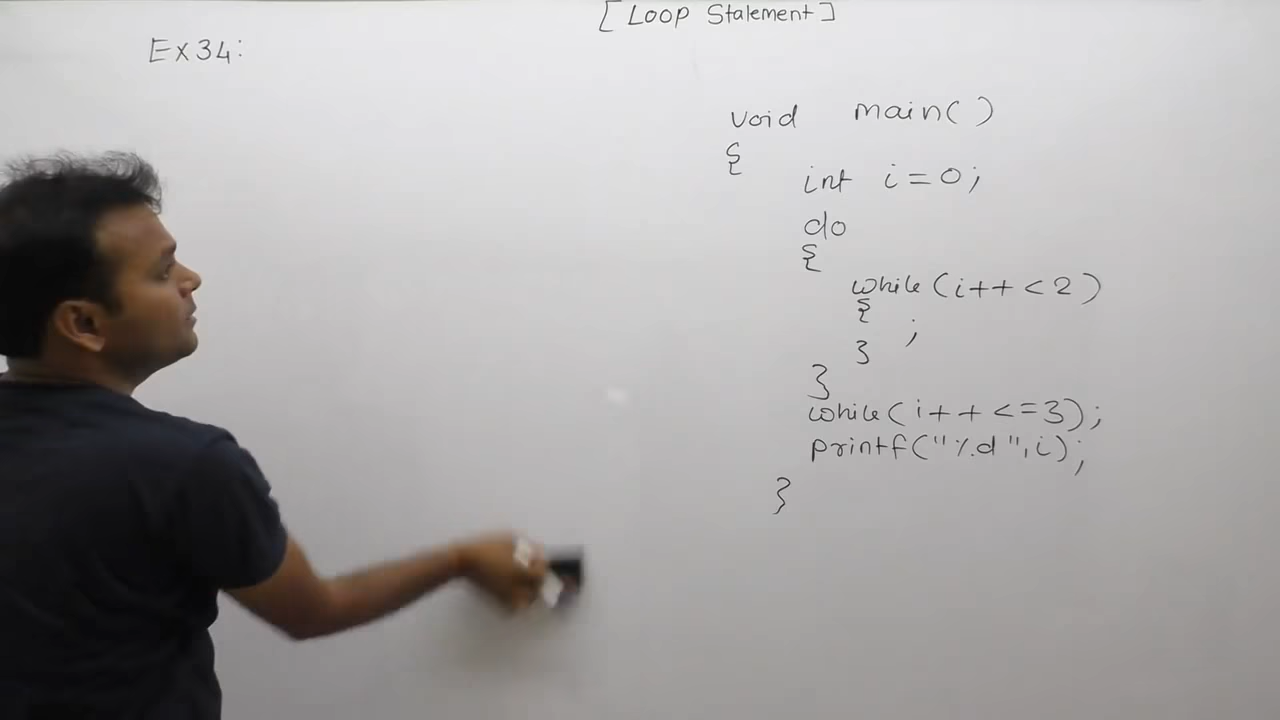 [Loop Statement]
Ex34:
void main()
{
int i=0;
do
{
while(i++<2)
{
;
}
}
while(i++<=3);
printf("%d",i);
}